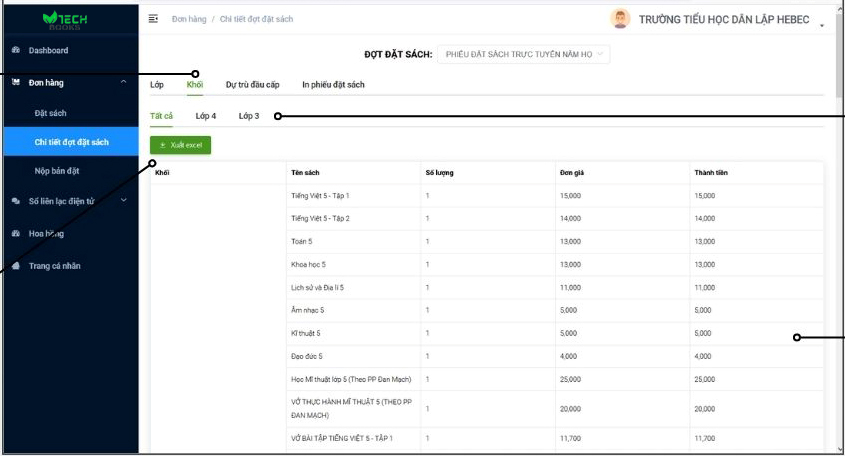 VTECH
BOOKS
Đơn hàng / Chi tiết đợt đặt sách
TRƯỜNG TIỂU HỌC DÂN LẬP HEBEC
Dashboard
Đơn hàng
Đặt sách
Chi tiết đợt đặt sách
Nộp bản đặt
Sổ liên lạc điện tử
Hoa hồng
Trang cá nhân
ĐỢT ĐẶT SÁCH: PHIẾU ĐẶT SÁCH TRỰC TUYẾN NĂM HỌ
Lớp Khối Dự trù đầu cấp In phiếu đặt sách
Tất cả Lớp 4 Lớp 3
Xuất excel
Khối Tên sách Số lượng Đơn giá Thành tiền
Tiếng Việt 5 - Tập 1 1 15,000 15,000
Tiếng Việt 5 - Tập 2 1 14,000 14,000
Toán 5 1 13,000 13,000
Khoa học 5 1 13,000 13,000
Lịch sử và Địa lí 5 1 11,000 11,000
Âm nhạc 5 1 5,000 5,000
Kĩ thuật 5 1 5,000 5,000
Đạo đức 5 1 4,000 4,000
Học Mĩ thuật lớp 5 (Theo PP Đan Mạch) 1 25,000 25,000
VỞ THỰC HÀNH MĨ THUẬT 5 (THEO PP
ĐAN MẠCH) 1 20,000 20,000
VỞ BÀI TẬP TIẾNG VIỆT 5 - TẬP 1 1 11,700 11,700